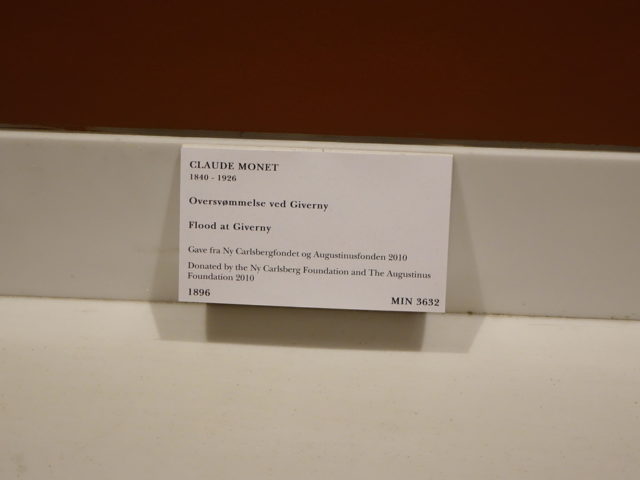 CLAUDE MONET
1840 - 1926
Oversvømmelse ved Giverny
Flood at Giverny
Gave fra Ny Carlsbergfondet og Augustinusfonden 2010
Donated by the Ny Carlsberg Foundation and The Augustinus
Foundation 2010
1896 MIN 3632